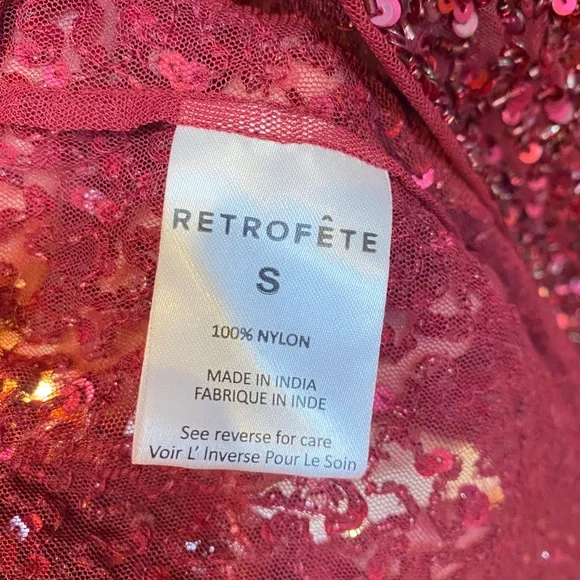 RETROFÊTE
S
100% NYLON
MADE IN INDIA
FABRIQUE IN INDE
See reverse for care
Voir L' Inverse Pour Le Soin